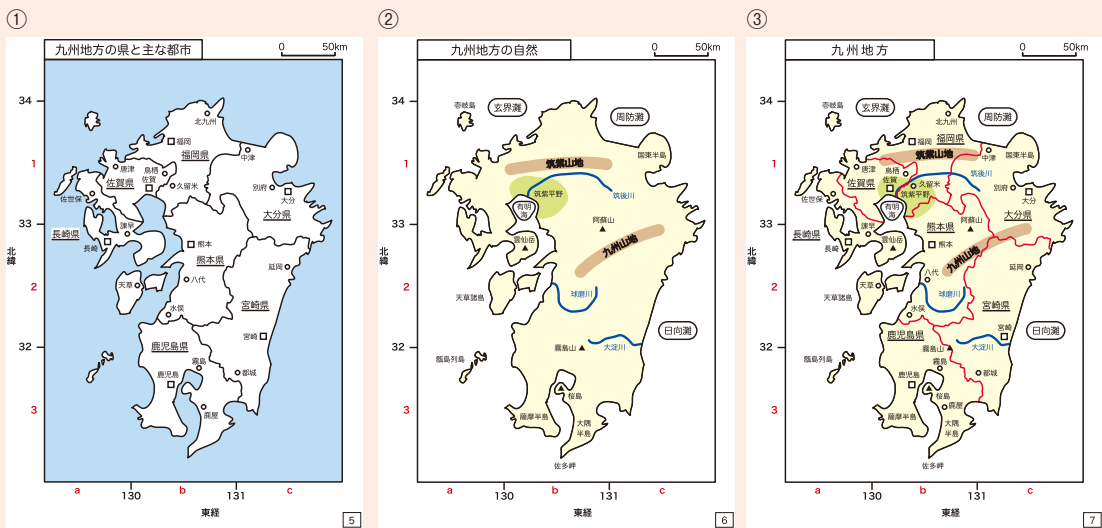 ①
九州地方の県と主な都市
0 50km
34
33
32
北緯
1
2
3
a
b
c
130
131
東経
5
北九州
福岡
福岡県
中津
唐津
鳥栖
佐賀
佐賀県
久留米
佐世保
別府
大分
大分県
諫早
長崎県
長崎
熊本
熊本県
延岡
天草
八代
水俣
宮崎県
宮崎
鹿児島県
霧島
鹿児島
都城
鹿屋
②
九州地方の自然
0 50km
34
33
32
北緯
1
2
3
a
b
c
130
131
東経
6
壱岐島
玄界灘
周防灘
国東半島
筑紫山地
筑紫平野
筑後川
有明海
阿蘇山
雲仙岳
九州山地
天草諸島
球磨川
日向灘
霧島山
大淀川
甑島列島
桜島
薩摩半島
大隅
半島
佐多岬
③
九州地方
0 50km
34
33
32
北緯
1
2
3
a
b
c
130
131
東経
7
壱岐島
玄界灘
周防灘
北九州
福岡
福岡県
筑紫山地
中津
国東半島
唐津
鳥栖
佐賀
佐賀県
久留米
筑後川
筑紫平野
佐世保
別府
大分
大分県
有明海
諫早
長崎県
長崎
雲仙岳
熊本県
熊本
阿蘇山
九州山地
延岡
八代
天草
天草諸島
球磨川
水俣
宮崎県
宮崎
日向灘
鹿児島県
霧島山
大淀川
霧島
都城
甑島列島
鹿児島
桜島
鹿屋
薩摩半島
大隅
半島
佐多岬